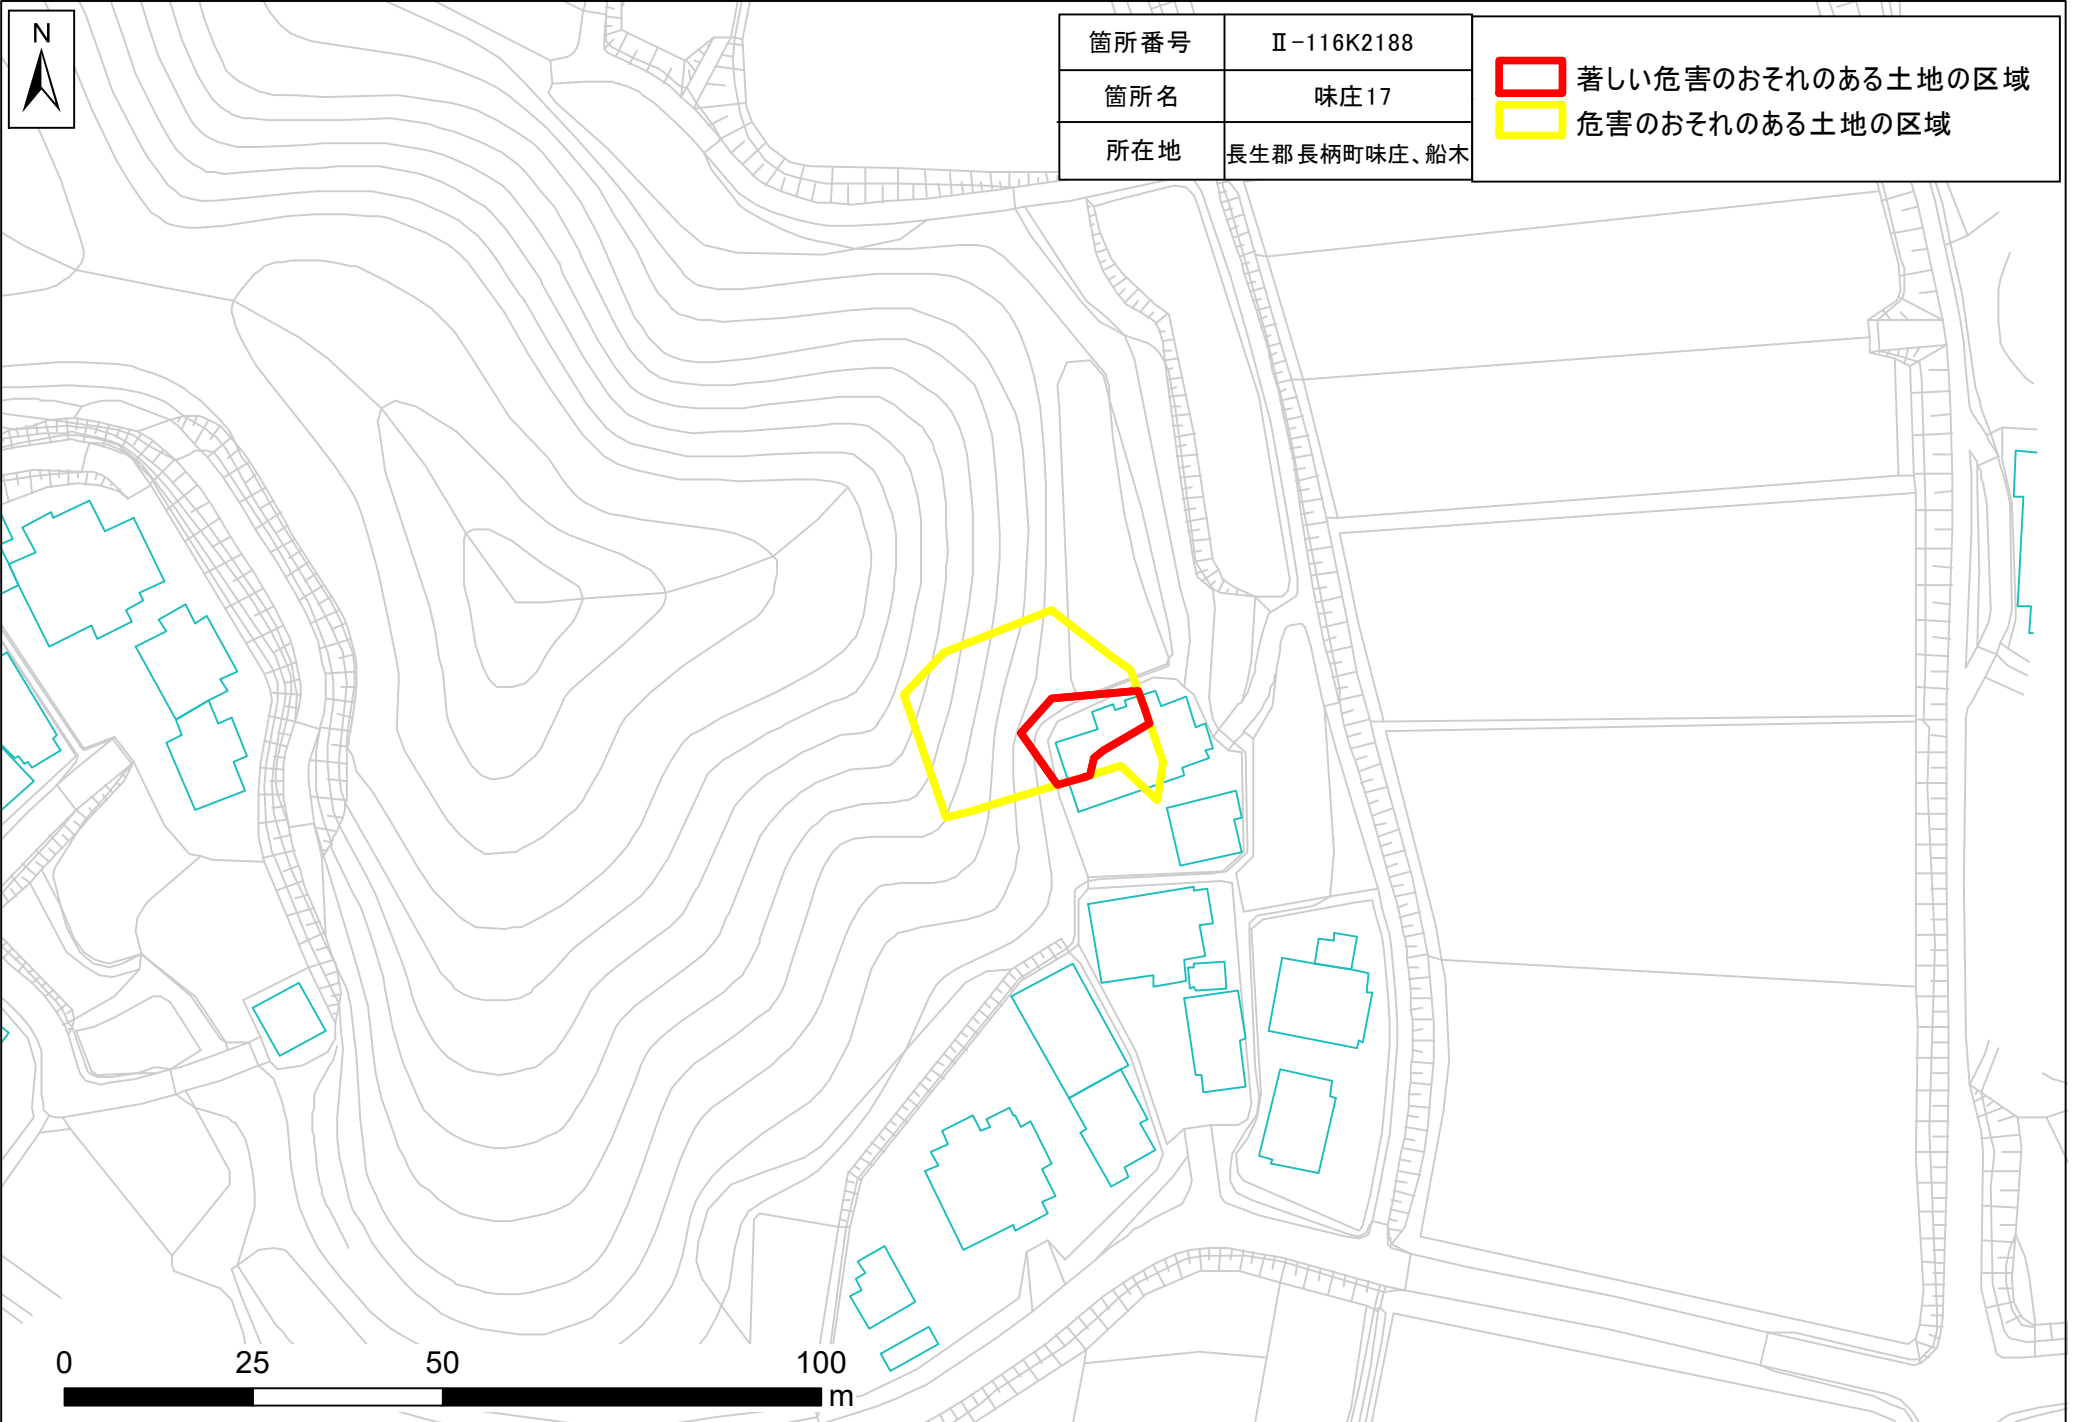 N
箇所番号 Ⅱ-116K2188
箇所名 味庄17
所在地 長生郡長柄町味庄、船木
著しい危害のおそれのある土地の区域
危害のおそれのある土地の区域
0 25 50 100
m